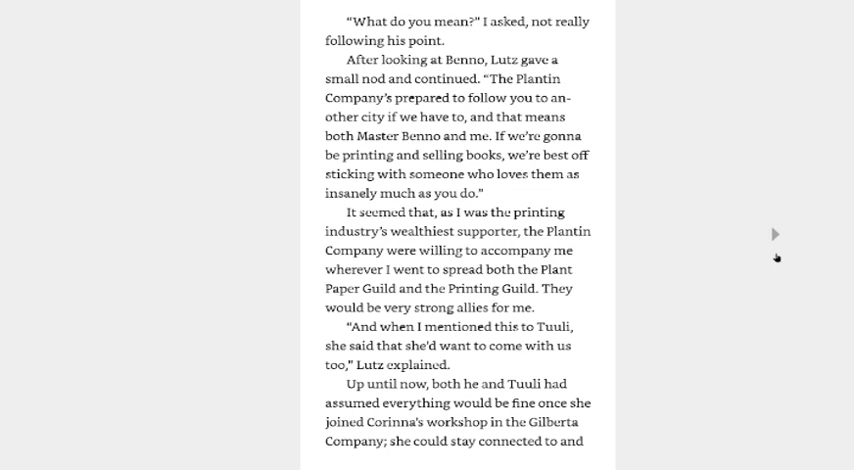 “What do you mean?” I asked, not really
following his point.
After looking at Benno, Lutz gave a
small nod and continued. “The Plantin
Company’s prepared to follow you to an-
other city if we have to, and that means
both Master Benno and me. If we’re gonna
be printing and selling books, we’re best off
sticking with someone who loves them as
insanely much as you do.”
It seemed that, as I was the printing
industry’s wealthiest supporter, the Plantin
Company were willing to accompany me
wherever I went to spread both the Plant
Paper Guild and the Printing Guild. They
would be very strong allies for me.
“And when I mentioned this to Tuuli,
she said that she’d want to come with us
too,” Lutz explained.
Up until now, both he and Tuuli had
assumed everything would be fine once she
joined Corinna’s workshop in the Gilberta
Company; she could stay connected to and